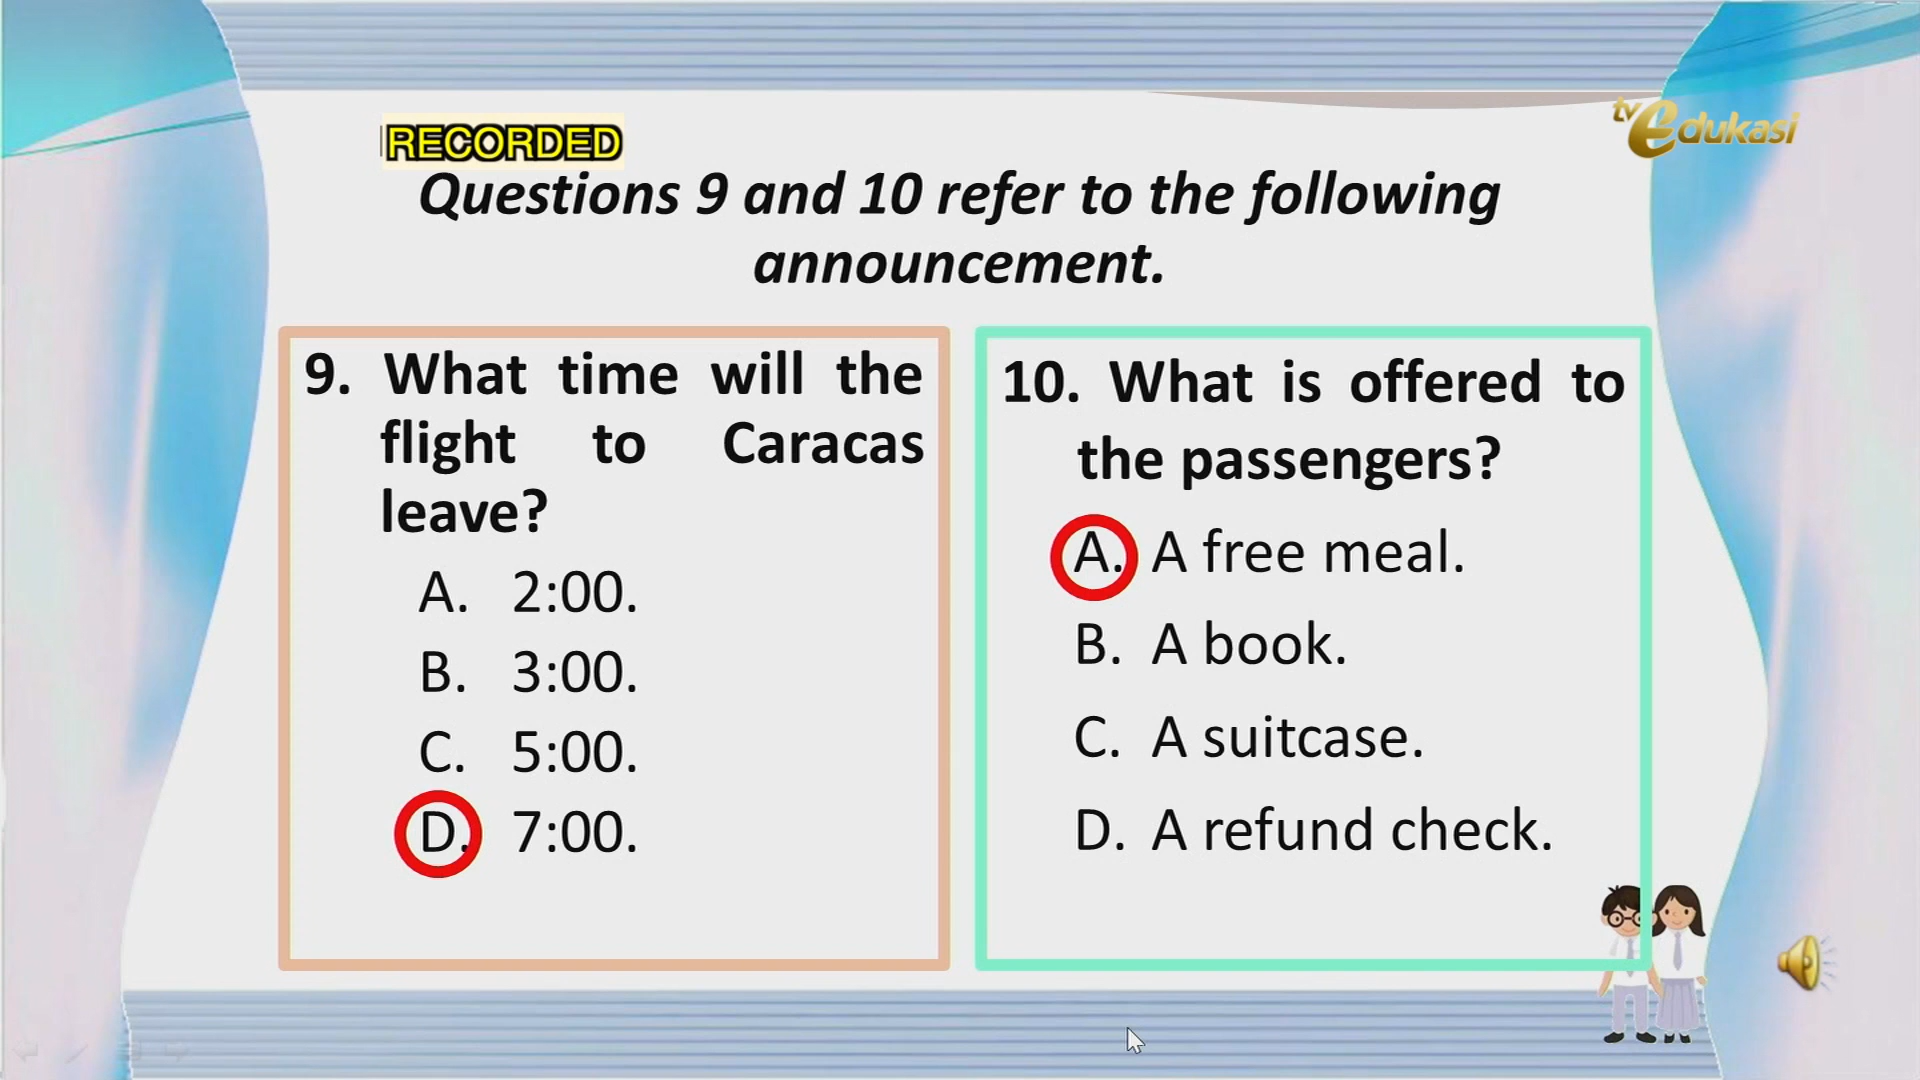 RECORDED
tv edukasi
Questions 9 and 10 refer to the following
announcement.
9. What time will the
flight to Caracas
leave?
A. 2:00.
B. 3:00.
C. 5:00.
D. 7:00.
10. What is offered to
the passengers?
A. A free meal.
B. A book.
C. A suitcase.
D. A refund check.